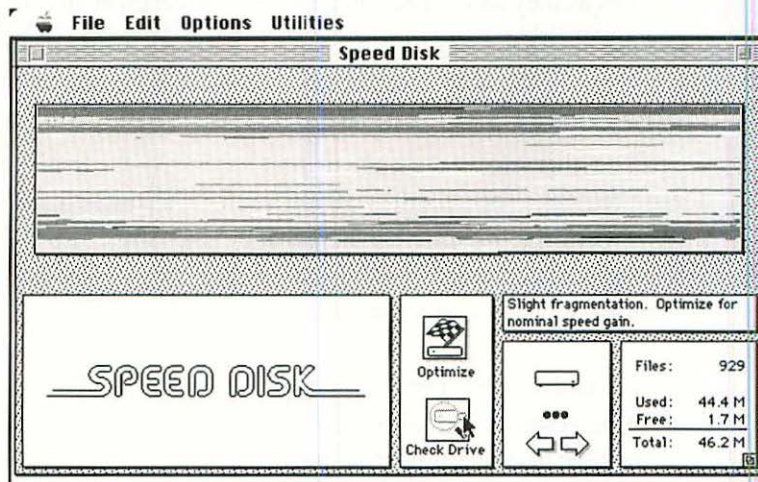 File Edit Options Utilities
Speed Disk
SPEED DISK
Optimize
Check Drive
Slight fragmentation. Optimize for
nominal speed gain.
Files: 929
Used: 44.4 M
Free: 1.7 M
Total: 46.2 M